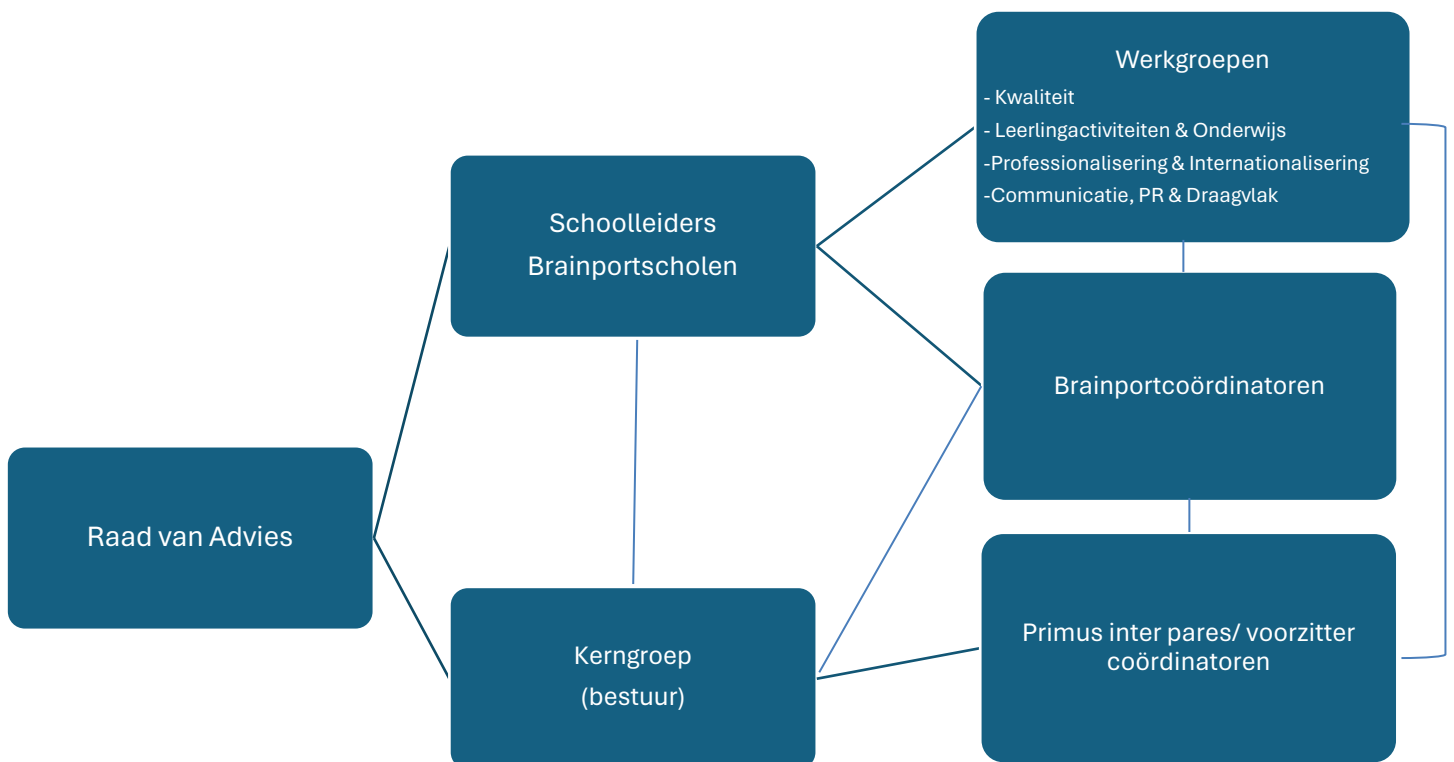 Werkgroepen
- Kwaliteit
- Leerlingactiviteiten & Onderwijs
-Professionalisering & Internationalisering
-Communicatie, PR & Draagvlak
Schoolleiders
Brainportscholen
Brainportcoördinatoren
Raad van Advies
Kerngroep
(bestuur)
Primus inter pares/ voorzitter
coördinatoren